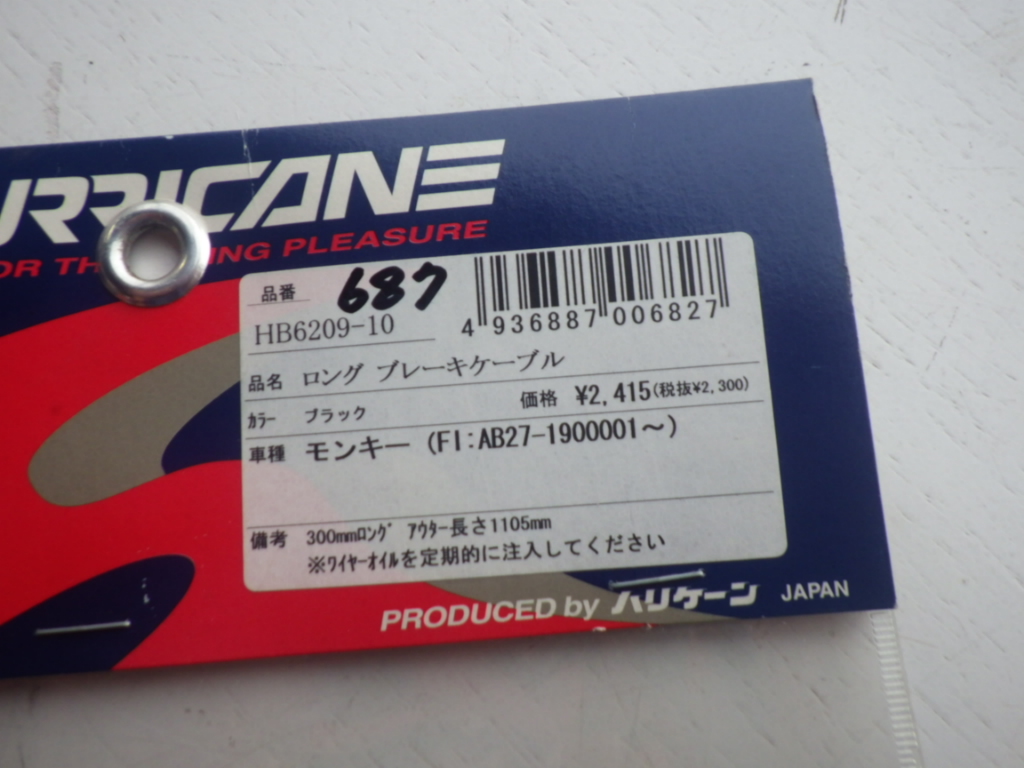 URRICANE
OR TH ING PLEASURE
品番 687
HB6209-10
4 936887 006827
品名 ロング ブレーキケーブル
ｶﾗｰ ブラック 価格 ¥2,415(税抜¥2,300)
車種 モンキー (FI:AB27-1900001～)
備考 300mmﾛﾝｸﾞ ｱｳﾀｰ長さ1105mm
※ﾜｲﾔｰｵｲﾙを定期的に注入してください
PRODUCED by ハリケーン JAPAN